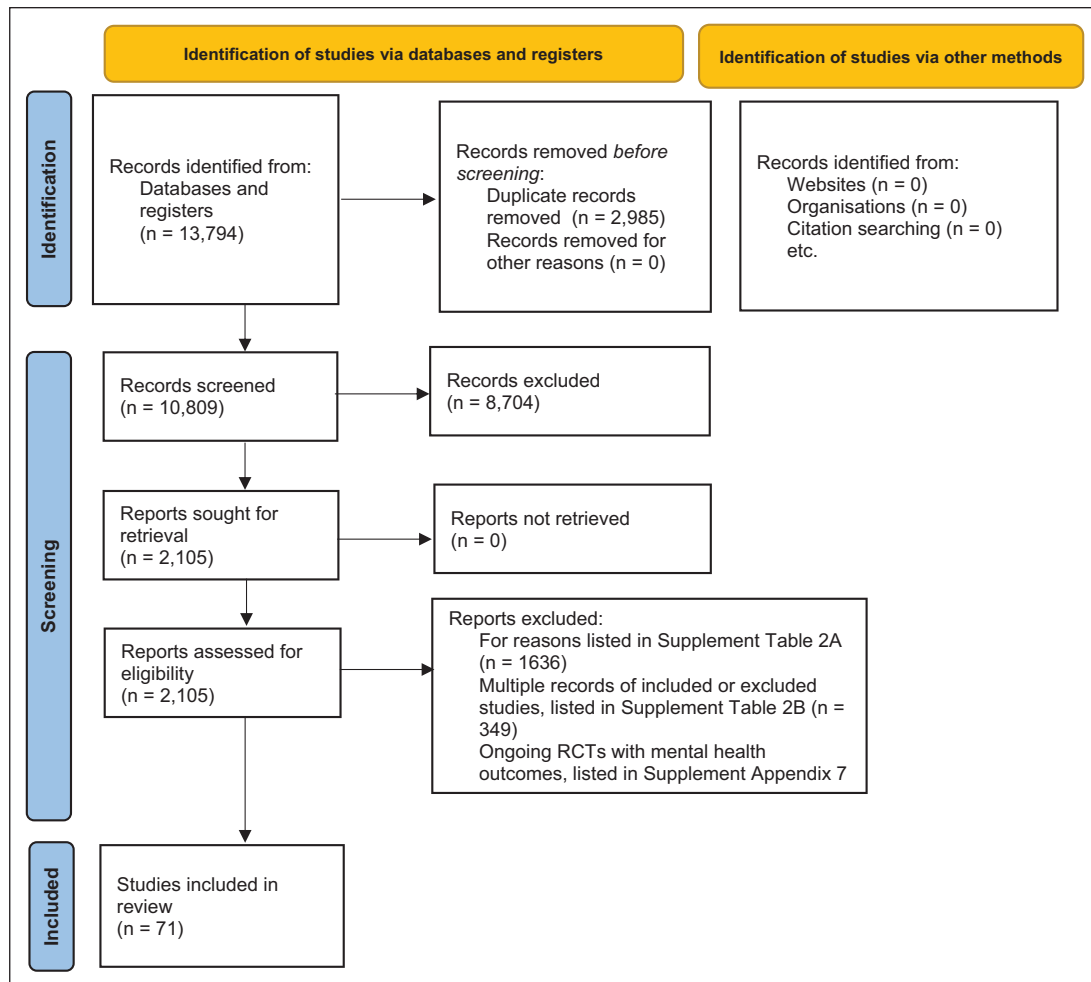 Identification of studies via databases and registers
Identification of studies via other methods
Identification
Records identified from:
Databases and
registers
(n = 13,794)
Records removed before
screening:
Duplicate records
removed (n = 2,985)
Records removed for
other reasons (n = 0)
Records identified from:
Websites (n = 0)
Organisations (n = 0)
Citation searching (n = 0)
etc.
Screening
Records screened
(n = 10,809)
Records excluded
(n = 8,704)
Reports sought for
retrieval
(n = 2,105)
Reports not retrieved
(n = 0)
Reports assessed for
eligibility
(n = 2,105)
Reports excluded:
For reasons listed in Supplement Table 2A
(n = 1636)
Multiple records of included or excluded
studies, listed in Supplement Table 2B (n =
349)
Ongoing RCTs with mental health
outcomes, listed in Supplement Appendix 7
Included
Studies included in
review
(n = 71)